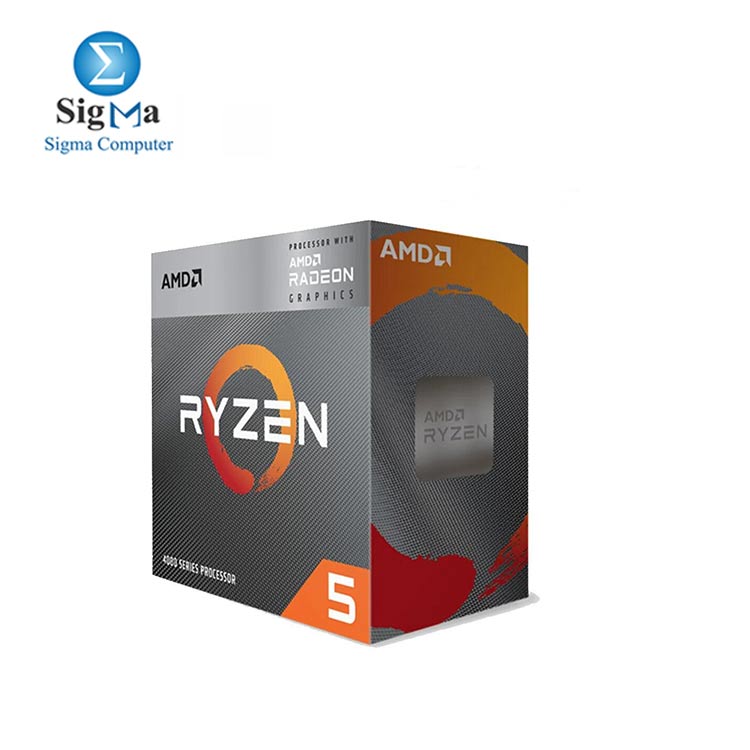 Σ
SigMa
Sigma Computer
AMD
PROCESSOR WITH
AMD
RADEON
GRAPHICS
RYZEN
4000 SERIES PROCESSOR
5
AMD
AMD
RYZEN